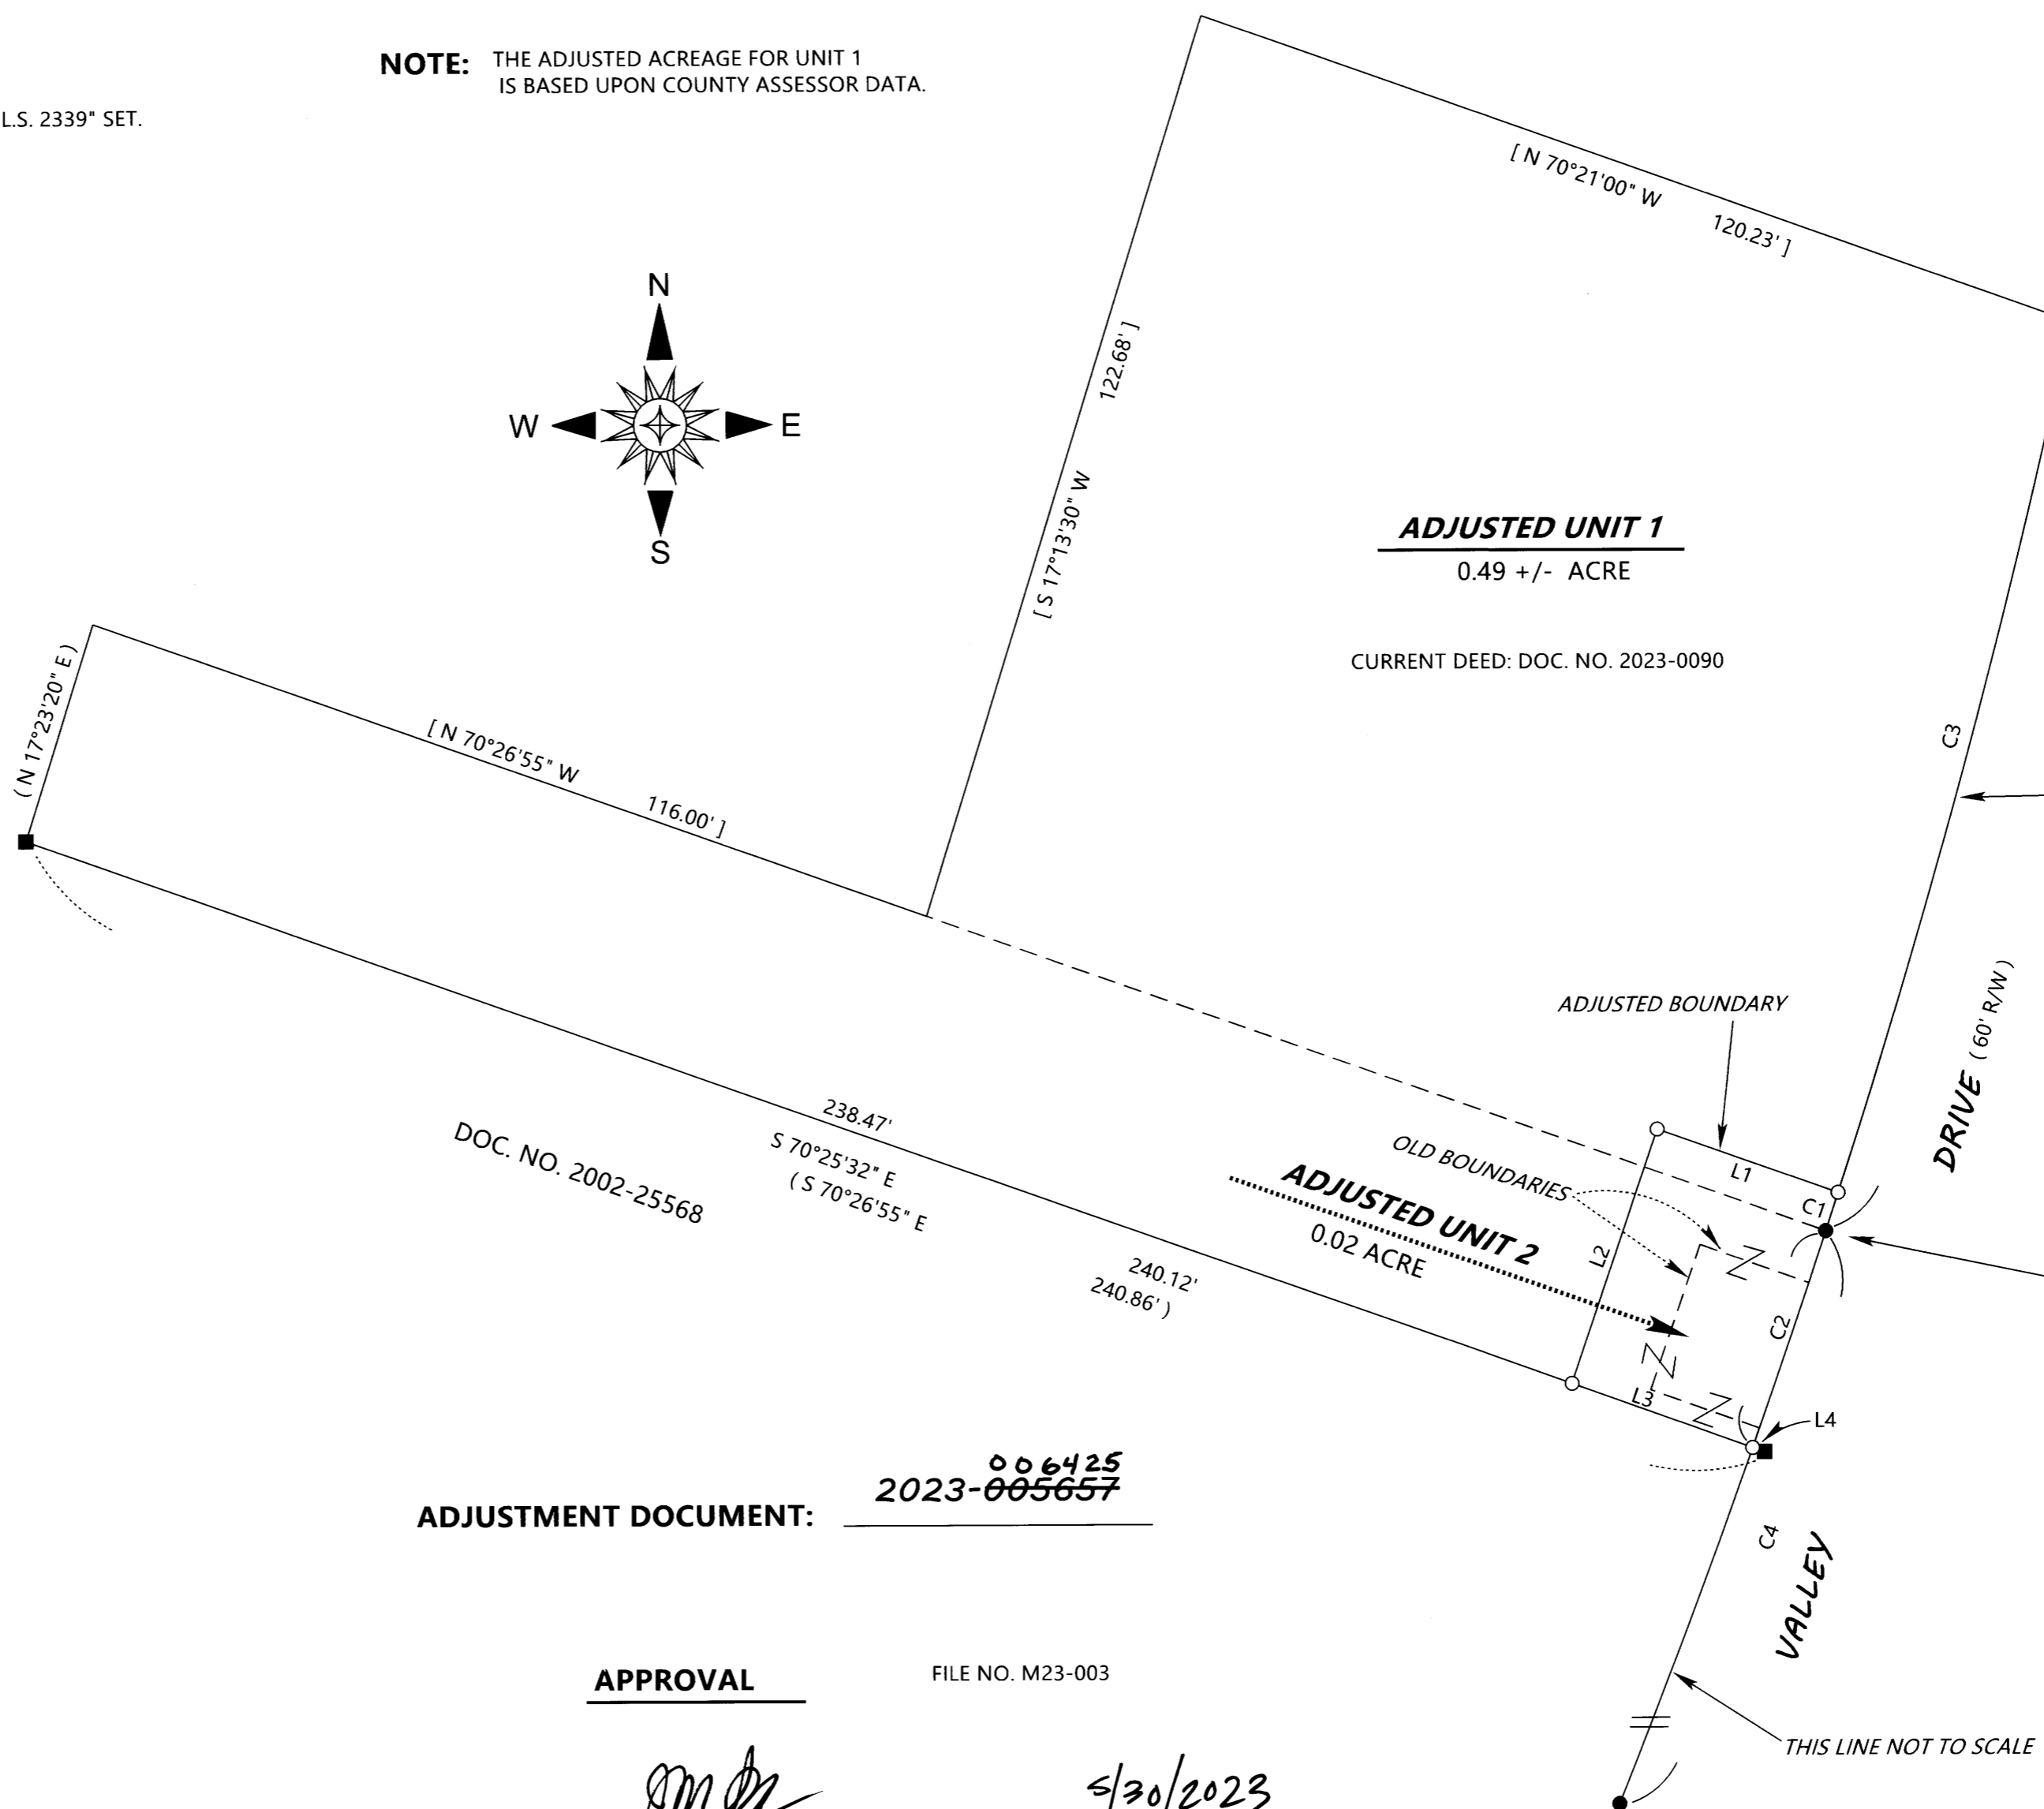 NOTE: THE ADJUSTED ACREAGE FOR UNIT 1
IS BASED UPON COUNTY ASSESSOR DATA.
L.S. 2339" SET.
[ N 70°21'00" W 120.23' ]
N
W E
S
[ S 17°13'30" W 122.68' ]
ADJUSTED UNIT 1
0.49 +/- ACRE
CURRENT DEED: DOC. NO. 2023-0090
( N 17°23'20" E )
[ N 70°26'55" W 116.00' ]
C3
DRIVE ( 60' R/W )
ADJUSTED BOUNDARY
238.47'
S 70°25'32" E
( S 70°26'55" E
240.12'
240.86' )
DOC. NO. 2002-25568
OLD BOUNDARIES
L1
C1
ADJUSTED UNIT 2
0.02 ACRE
L2
C2
L3
L4
006425
ADJUSTMENT DOCUMENT: 2023-005657
C4
VALLEY
APPROVAL
FILE NO. M23-003
THIS LINE NOT TO SCALE
5/30/2023